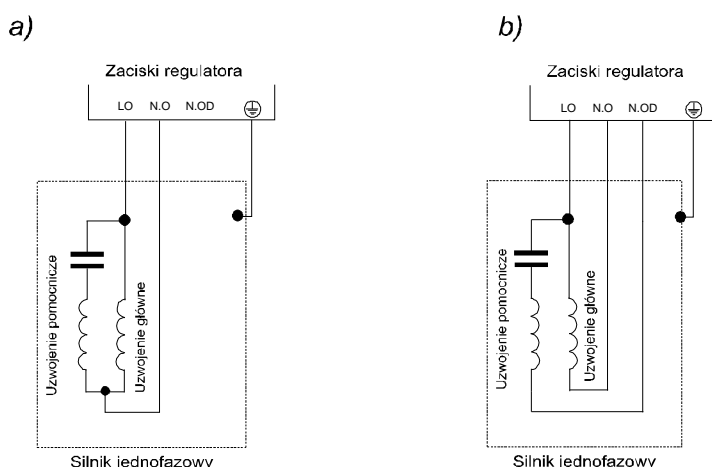 a)
Zaciski regulatora
LO N.O N.OD
Uzwojenie pomocnicze
Uzwojenie główne
Silnik jednofazowy
b)
Zaciski regulatora
LO N.O N.OD
Uzwojenie pomocnicze
Uzwojenie główne
Silnik jednofazowy